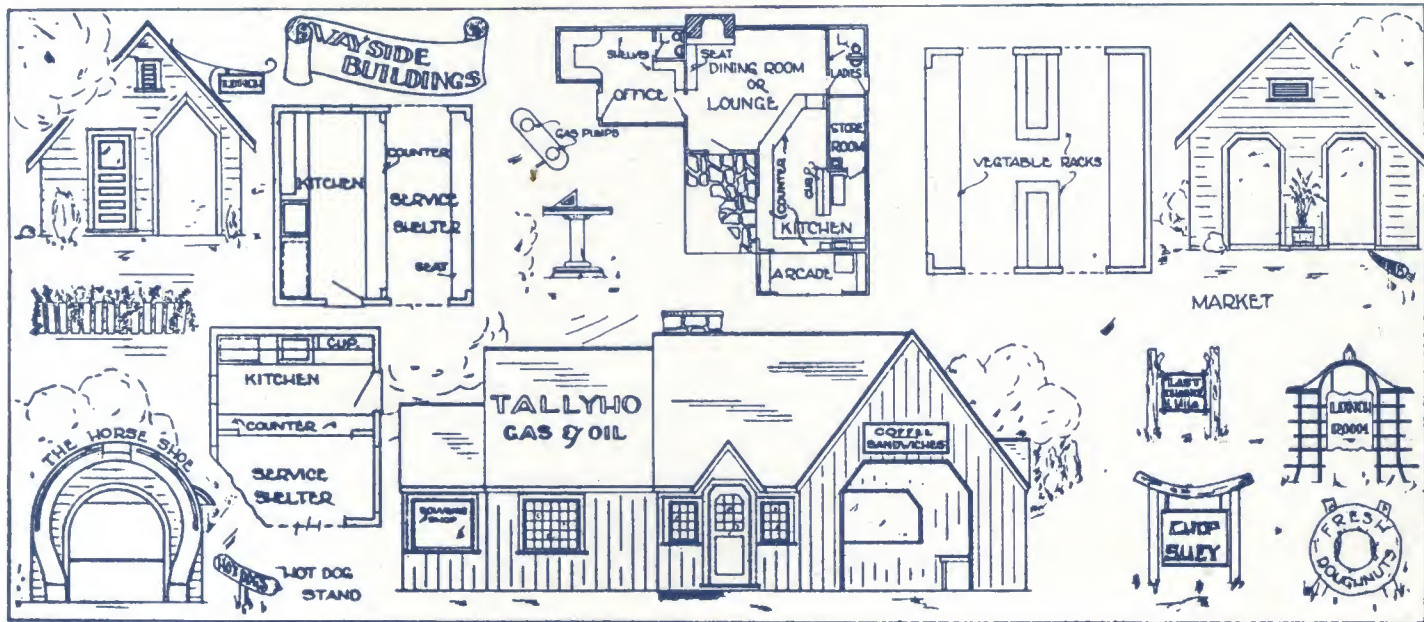 WAYSIDE
BUILDINGS
LUNCH
KITCHEN
COUNTER
SERVICE
SHELTER
SEAT
GAS PUMPS
SHELVES
OFFICE
SEAT
DINING ROOM
OR
LOUNGE
LADIES
STORE
ROOM
COUNTER
CUP'D
KITCHEN
ARCADE
VEGTABLE RACKS
MARKET
CUP.
KITCHEN
COUNTER
SERVICE
SHELTER
THE HORSE SHOE
HOT DOGS
HOT DOG
STAND
TALLYHO
GAS & OIL
COFFEE
SANDWICHES
SHOP
LAST
CHANCE
LUNCH
ROOM
CHOP
SUEY
FRESH
DOUGHNUTS